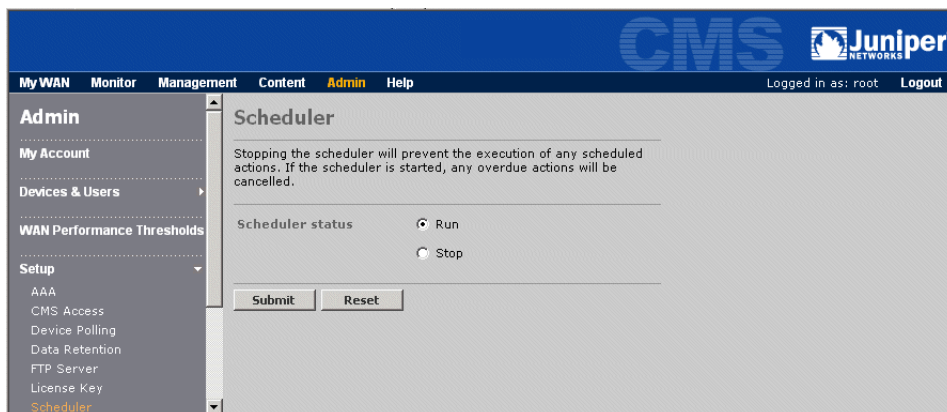 CMS
Juniper
NETWORKS
My WAN Monitor Management Content Admin Help Logged in as: root Logout
Admin
My Account
Devices & Users
WAN Performance Thresholds
Setup
AAA
CMS Access
Device Polling
Data Retention
FTP Server
License Key
Scheduler
Scheduler
Stopping the scheduler will prevent the execution of any scheduled
actions. If the scheduler is started, any overdue actions will be
cancelled.
Scheduler status
Run
Stop
Submit Reset